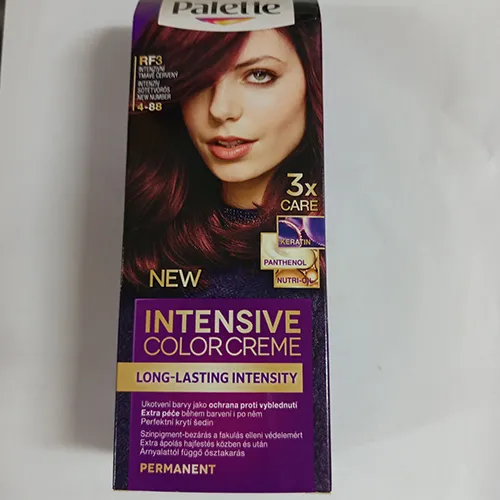 Palette
RF3
INTENZIVNÍ
TMAVĚ ČERVENÝ
INTENZÍV
SÖTÉTVÖRÖS
NEW NUMBER
4-88
3x
CARE
KERATIN
PANTHENOL
NUTRI-OIL
NEW
INTENSIVE
COLOR CREME
LONG-LASTING INTENSITY
Ukotvení barvy jako ochrana proti vyblednutí
Extra péče během barvení i po něm
Perfektní krytí šedin
Színpigment-bezárás a fakulás elleni védelemért
Extra ápolás hajfestés közben és után
Árnyalattól függő ősztakarás
PERMANENT